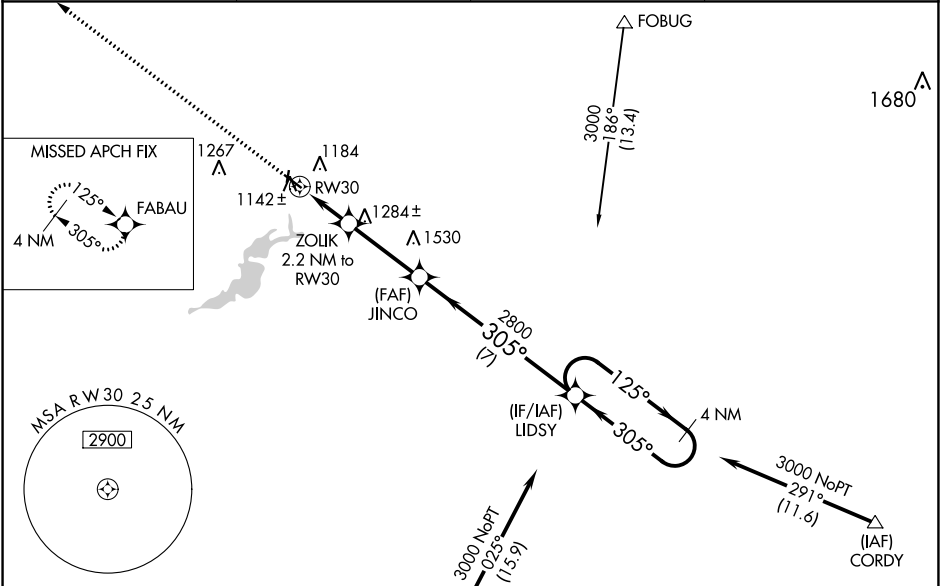 FOBUG
3000
186°
(13.4)
1680
MISSED APCH FIX
125°
FABAU
305°
4 NM
1267
1184
1142±
RW30
1284±
ZOLIK
2.2 NM to
RW30
1530
(FAF)
JINCO
2800
305°
(7)
(IF/IAF)
LIDSY
125°
4 NM
305°
3000 NoPT
291°
(11.6)
(IAF)
CORDY
3000 NoPT
025°
(15.9)
MSA RW30 25 NM
2900